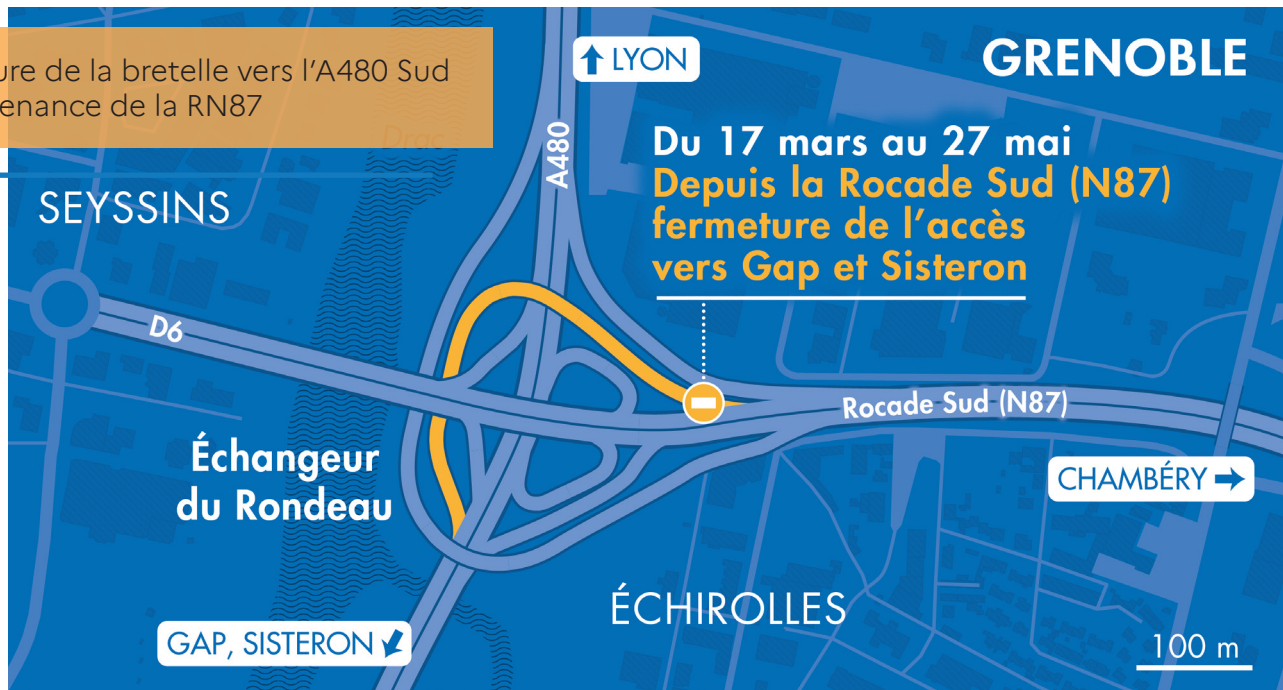 ure de la bretelle vers l'A480 Sud
enance de la RN87
Drac
LYON
GRENOBLE
A480
Du 17 mars au 27 mai
Depuis la Rocade Sud (N87)
fermeture de l'accès
vers Gap et Sisteron
SEYSSINS
D6
Rocade Sud (N87)
Échangeur
du Rondeau
CHAMBÉRY
ÉCHIROLLES
GAP, SISTERON
100 m